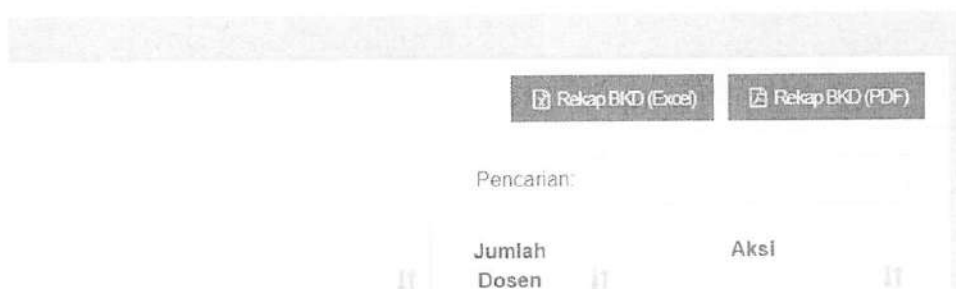 Rekap BKD (Excel) Rekap BKD (PDF)
Pencarian:
Jumlah Aksi
Dosen